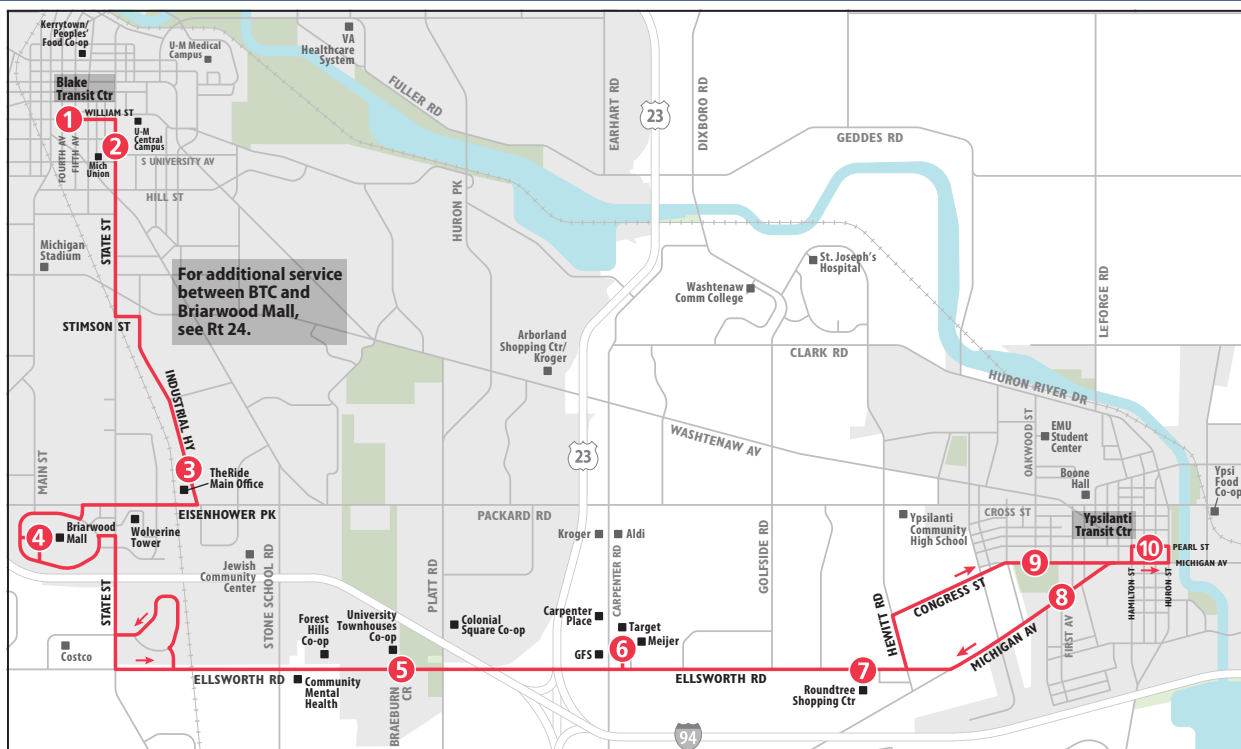 Kerrytown/
Peoples'
Food Co-op
U-M Medical
Campus
VA
Healthcare
System
FULLER RD
EARHART RD
23
DIXBORO RD
GEDDES RD
Blake
Transit Ctr
1
WILLIAM ST
2
U-M
Central
Campus
FOURTH AV
FIFTH AV
Mich
Union
S UNIVERSITY AV
HILL ST
HURON PK
STATE ST
Michigan
Stadium
For additional service
between BTC and
Briarwood Mall,
see Rt 24.
St. Joseph's
Hospital
Washtenaw
Comm College
LeFORGE RD
STIMSON ST
Arborland
Shopping Ctr/
Kroger
CLARK RD
HURON RIVER DR
INDUSTRIAL HY
WASHTENAW AV
OAKWOOD ST
EMU
Student
Center
23
MAIN ST
3
TheRide
Main Office
Boone
Hall
Ypsi
Food
Co-op
EISENHOWER PK
PACKARD RD
CROSS ST
Ypsilanti
Community
High School
Ypsilanti
Transit Ctr
4
Briarwood
Mall
Wolverine
Tower
Kroger
Aldi
10
PEARL ST
MICHIGAN AV
Jewish
Community
Center
STONE SCHOOL RD
PLATT RD
CARPENTER RD
GOLFSIDE RD
9
HAMILTON ST
HURON ST
STATE ST
HEWITT RD
CONGRESS ST
8
Forest
Hills
Co-op
University
Townhouses
Co-op
Colonial
Square Co-op
Carpenter
Place
Target
Meijer
FIRST AV
MICHIGAN AV
Costco
GFS
6
5
7
ELLSWORTH RD
ELLSWORTH RD
Community
Mental
Health
BRAEBURN
CR
Roundtree
Shopping Ctr
94